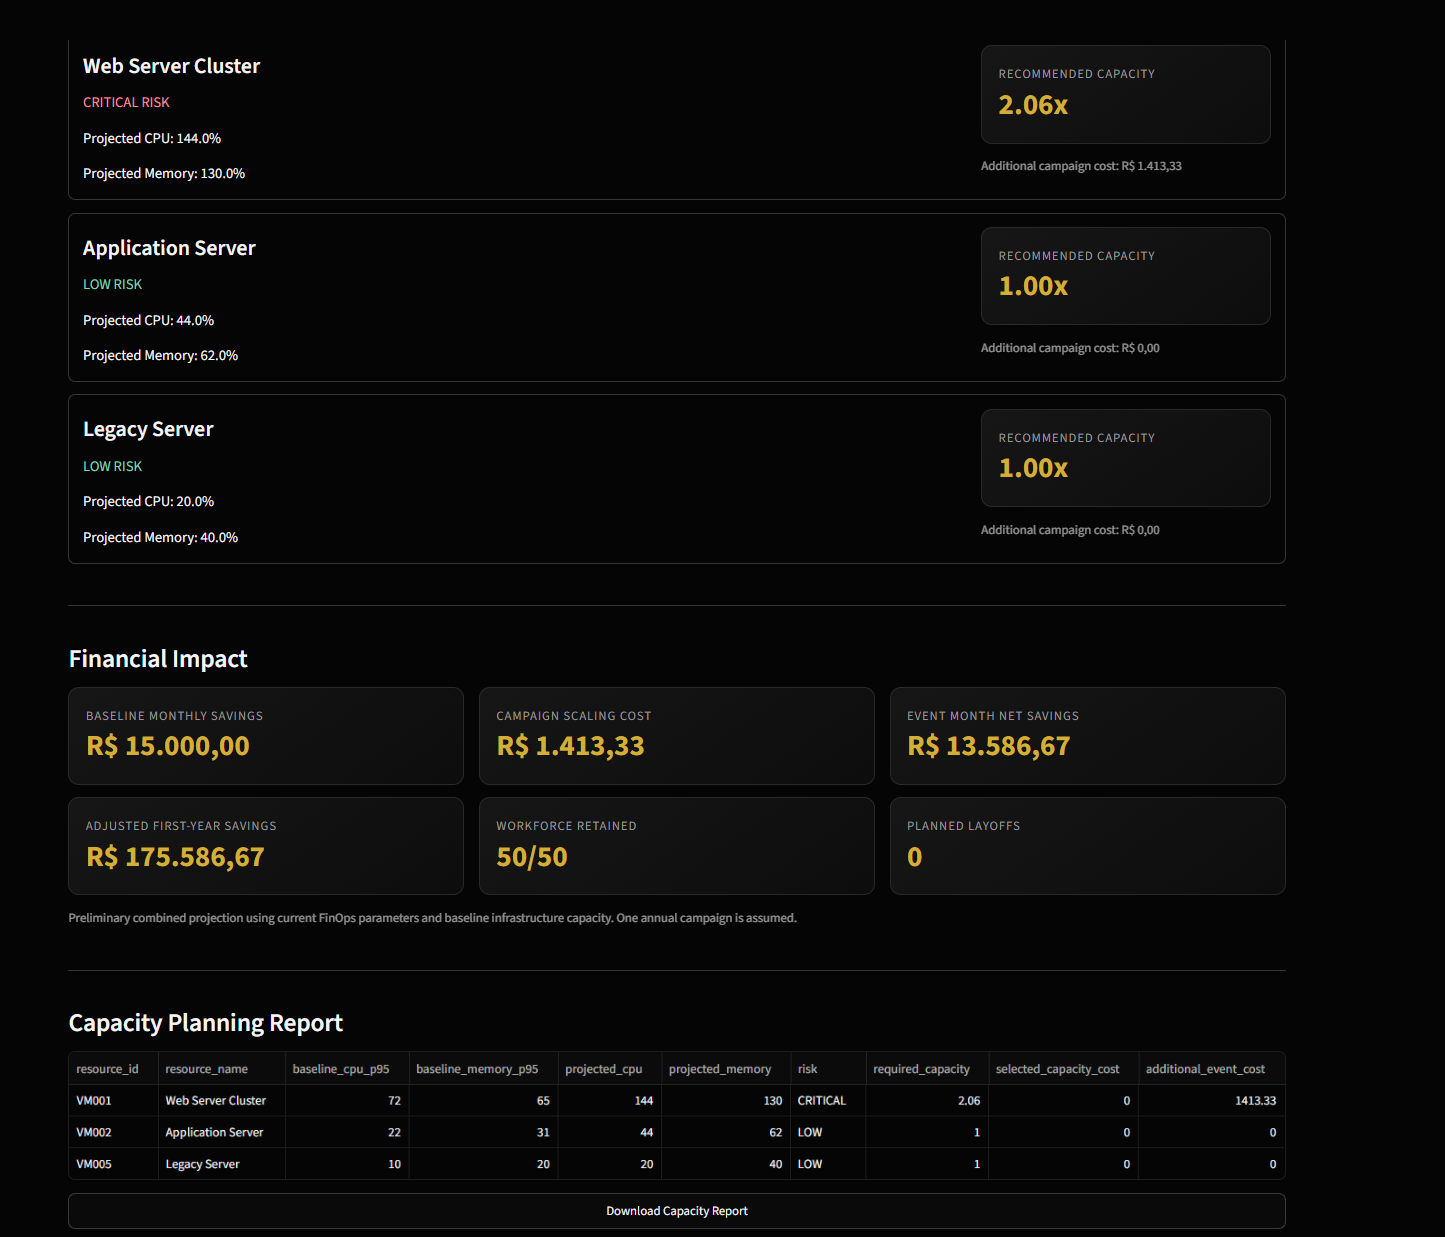 Web Server Cluster
CRITICAL RISK
Projected CPU: 144.0%
Projected Memory: 130.0%
RECOMMENDED CAPACITY
2.06x
Additional campaign cost: R$ 1.413,33
Application Server
LOW RISK
Projected CPU: 44.0%
Projected Memory: 62.0%
RECOMMENDED CAPACITY
1.00x
Additional campaign cost: R$ 0,00
Legacy Server
LOW RISK
Projected CPU: 20.0%
Projected Memory: 40.0%
RECOMMENDED CAPACITY
1.00x
Additional campaign cost: R$ 0,00
Financial Impact
BASELINE MONTHLY SAVINGS
R$ 15.000,00
CAMPAIGN SCALING COST
R$ 1.413,33
EVENT MONTH NET SAVINGS
R$ 13.586,67
ADJUSTED FIRST-YEAR SAVINGS
R$ 175.586,67
WORKFORCE RETAINED
50/50
PLANNED LAYOFFS
0
Preliminary combined projection using current FinOps parameters and baseline infrastructure capacity. One annual campaign is assumed.
Capacity Planning Report
resource_id resource_name baseline_cpu_p95 baseline_memory_p95 projected_cpu projected_memory risk required_capacity selected_capacity_cost additional_event_cost
VM001 Web Server Cluster 72 65 144 130 CRITICAL 2.06 0 1413.33
VM002 Application Server 22 31 44 62 LOW 1 0 0
VM005 Legacy Server 10 20 20 40 LOW 1 0 0
Download Capacity Report